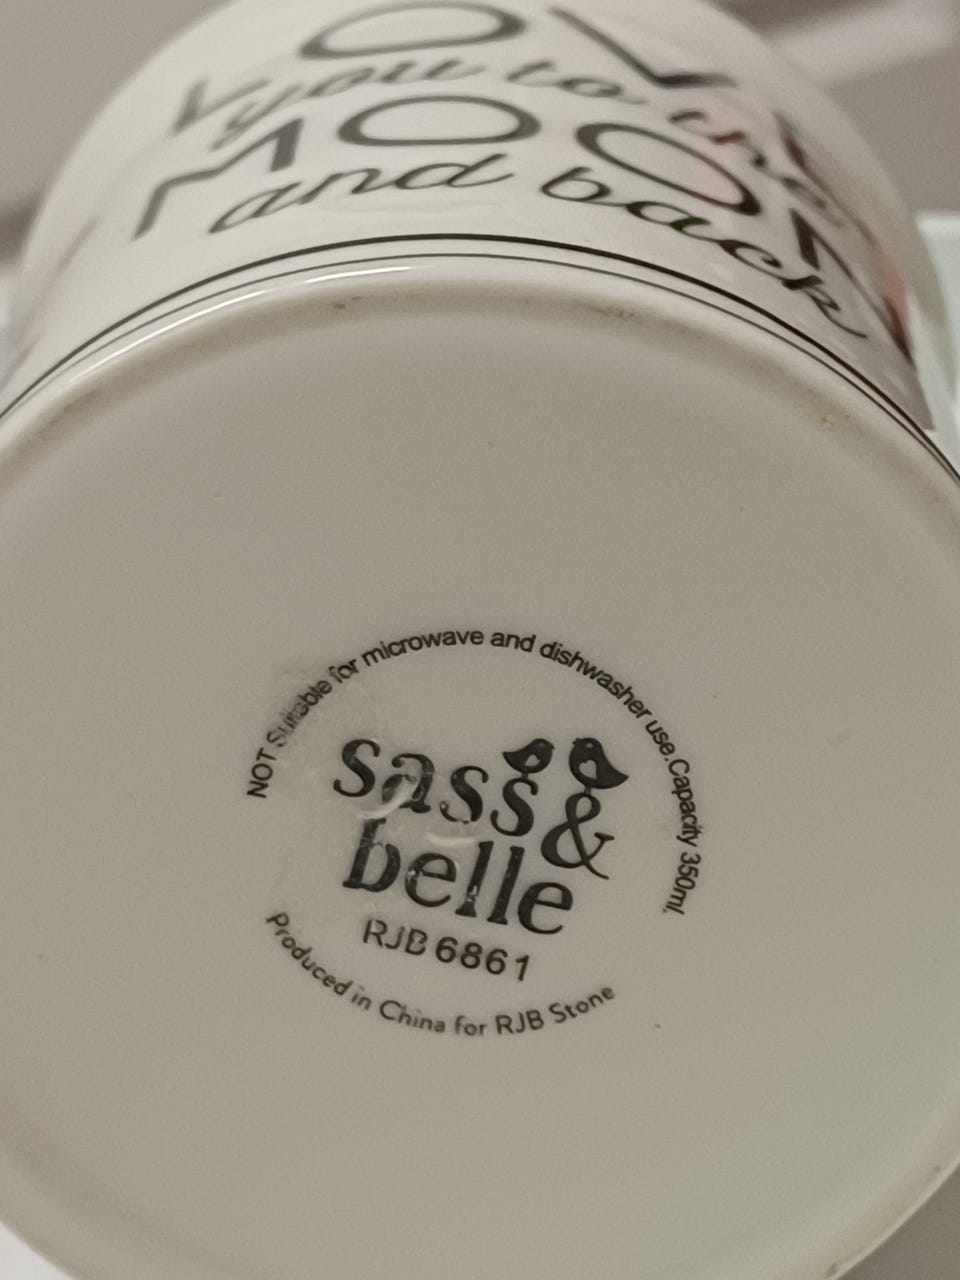 you to the
MOON
and back
NOT Suitable for microwave and dishwasher use.Capacity 350ml.
sass &
belle
RJB 6861
Produced in China for RJB Stone